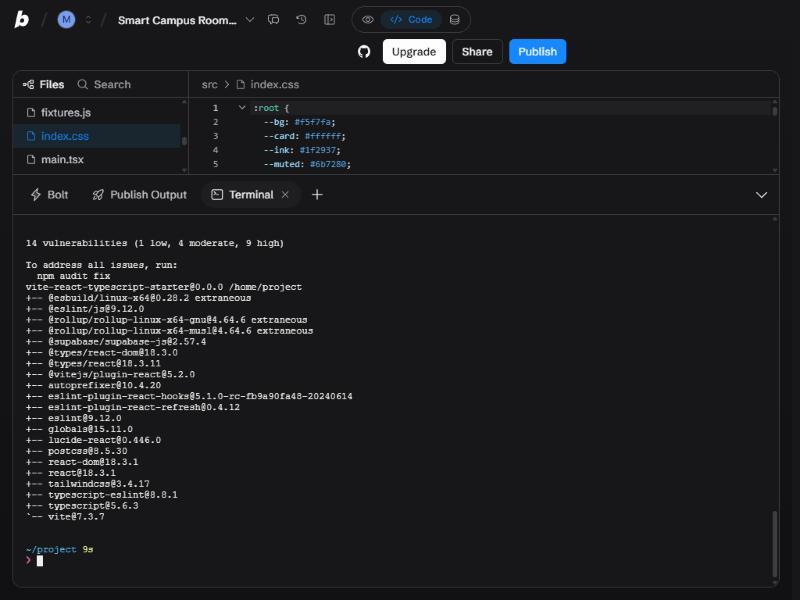 b / M / Smart Campus Room... Code
Upgrade Share Publish
Files Search src > index.css
fixtures.js
index.css
main.tsx
1 :root {
2 --bg: #f5f7fa;
3 --card: #ffffff;
4 --ink: #1f2937;
5 --muted: #6b7280;
Bolt Publish Output Terminal × +
14 vulnerabilities (1 low, 4 moderate, 9 high)
To address all issues, run:
npm audit fix
vite-react-typescript-starter@0.0.0 /home/project
+-- @esbuild/linux-x64@0.28.2 extraneous
+-- @eslint/js@9.12.0
+-- @rollup/rollup-linux-x64-gnu@4.64.6 extraneous
+-- @rollup/rollup-linux-x64-musl@4.64.6 extraneous
+-- @supabase/supabase-js@2.57.4
+-- @types/react-dom@18.3.0
+-- @types/react@18.3.11
+-- @vitejs/plugin-react@5.2.0
+-- autoprefixer@10.4.20
+-- eslint-plugin-react-hooks@5.1.0-rc-fb9a90fa48-20240614
+-- eslint-plugin-react-refresh@0.4.12
+-- eslint@9.12.0
+-- globals@15.11.0
+-- lucide-react@0.446.0
+-- postcss@8.5.30
+-- react-dom@18.3.1
+-- react@18.3.1
+-- tailwindcss@3.4.17
+-- typescript-eslint@8.8.1
+-- typescript@5.6.3
`-- vite@7.3.7
~/project 9s
❯